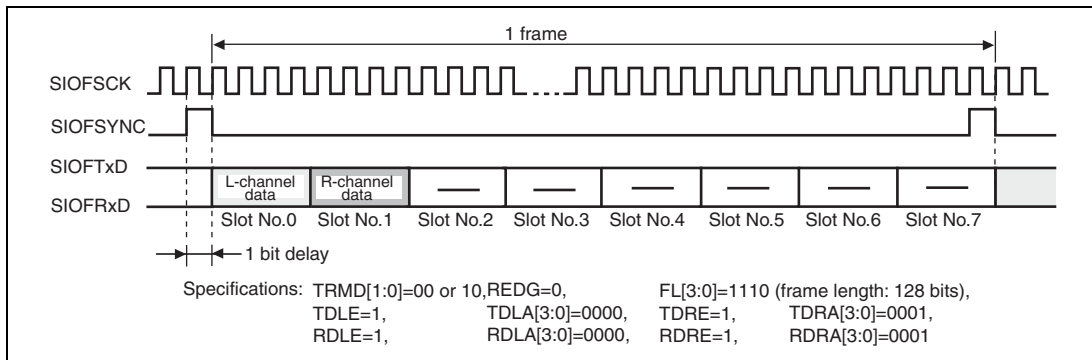 1 frame
SIOFSCK
SIOFSYNC
SIOFTxD
SIOFRxD
L-channel data
R-channel data
Slot No.0 Slot No.1 Slot No.2 Slot No.3 Slot No.4 Slot No.5 Slot No.6 Slot No.7
1 bit delay
Specifications: TRMD[1:0]=00 or 10, REDG=0, FL[3:0]=1110 (frame length: 128 bits),
TDLE=1, TDLA[3:0]=0000, TDRE=1, TDRA[3:0]=0001,
RDLE=1, RDLA[3:0]=0000, RDRE=1, RDRA[3:0]=0001